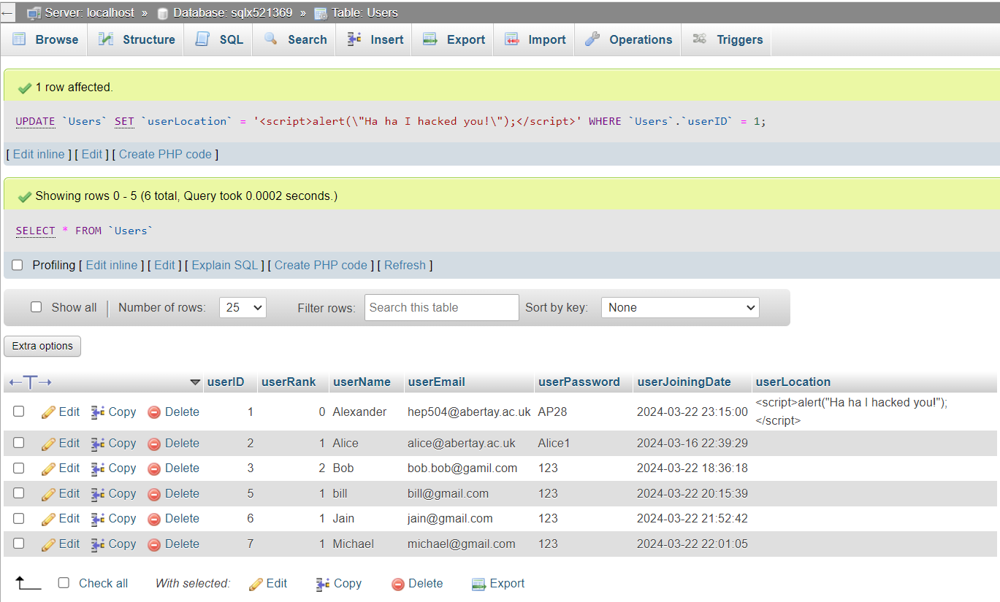 ← Server: localhost » Database: sqlx521369 » Table: Users
Browse Structure SQL Search Insert Export Import Operations Triggers
1 row affected.
UPDATE `Users` SET `userLocation` = '<script>alert(\"Ha ha I hacked you!\");</script>' WHERE `Users`.`userID` = 1;
[ Edit inline ] [ Edit ] [ Create PHP code ]
Showing rows 0 - 5 (6 total, Query took 0.0002 seconds.)
SELECT * FROM `Users`
Profiling [ Edit inline ] [ Edit ] [ Explain SQL ] [ Create PHP code ] [ Refresh ]
Show all Number of rows: 25 Filter rows: Search this table Sort by key: None
Extra options
←T→ userID userRank userName userEmail userPassword userJoiningDate userLocation
Edit Copy Delete 1 0 Alexander hep504@abertay.ac.uk AP28 2024-03-22 23:15:00 <script>alert("Ha ha I hacked you!");
</script>
Edit Copy Delete 2 1 Alice alice@abertay.ac.uk Alice1 2024-03-16 22:39:29
Edit Copy Delete 3 2 Bob bob.bob@gamil.com 123 2024-03-22 18:36:18
Edit Copy Delete 5 1 bill bill@gmail.com 123 2024-03-22 20:15:39
Edit Copy Delete 6 1 Jain jain@gmail.com 123 2024-03-22 21:52:42
Edit Copy Delete 7 1 Michael michael@gmail.com 123 2024-03-22 22:01:05
Check all With selected: Edit Copy Delete Export